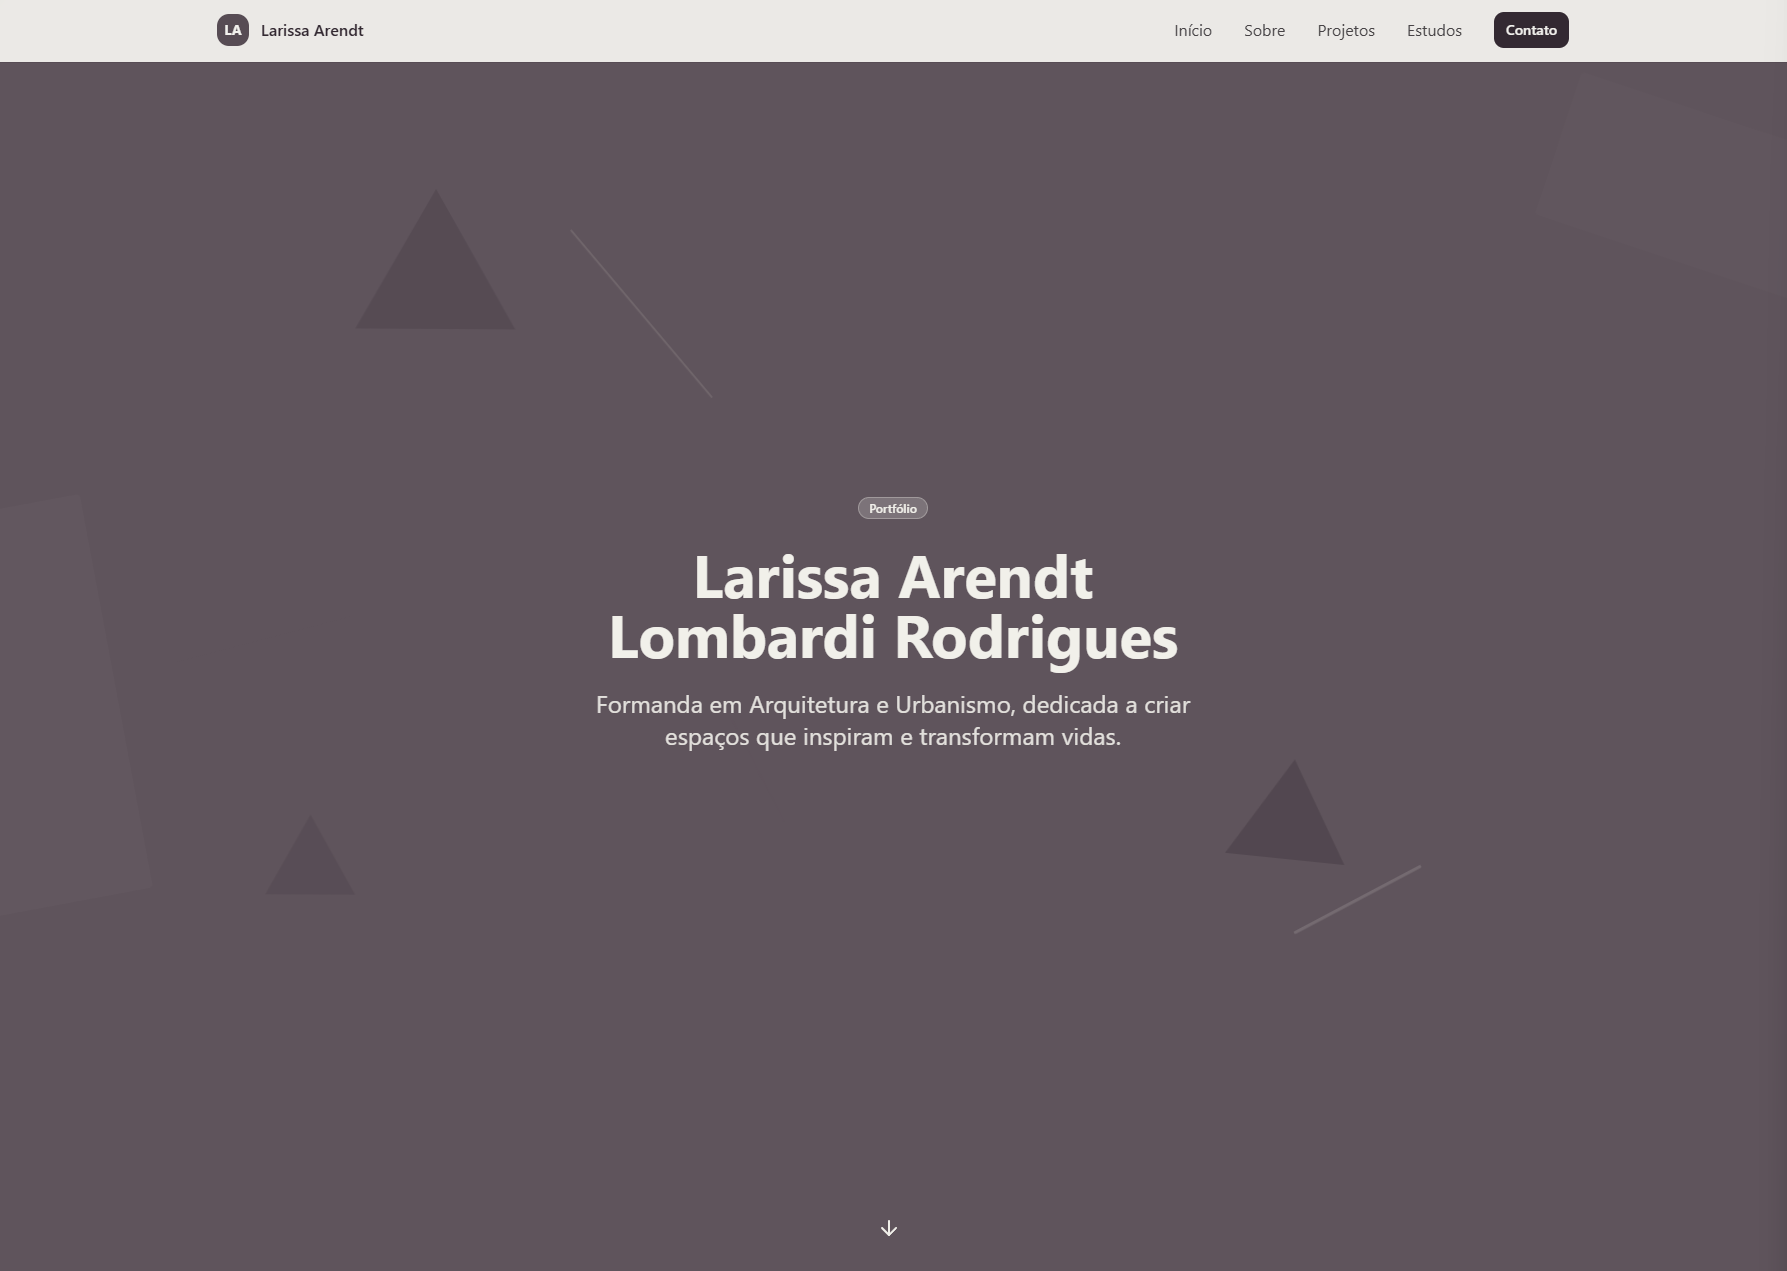 LA
Larissa Arendt
Início
Sobre
Projetos
Estudos
Contato
Portfólio
Larissa Arendt
Lombardi Rodrigues
Formanda em Arquitetura e Urbanismo, dedicada a criar
espaços que inspiram e transformam vidas.